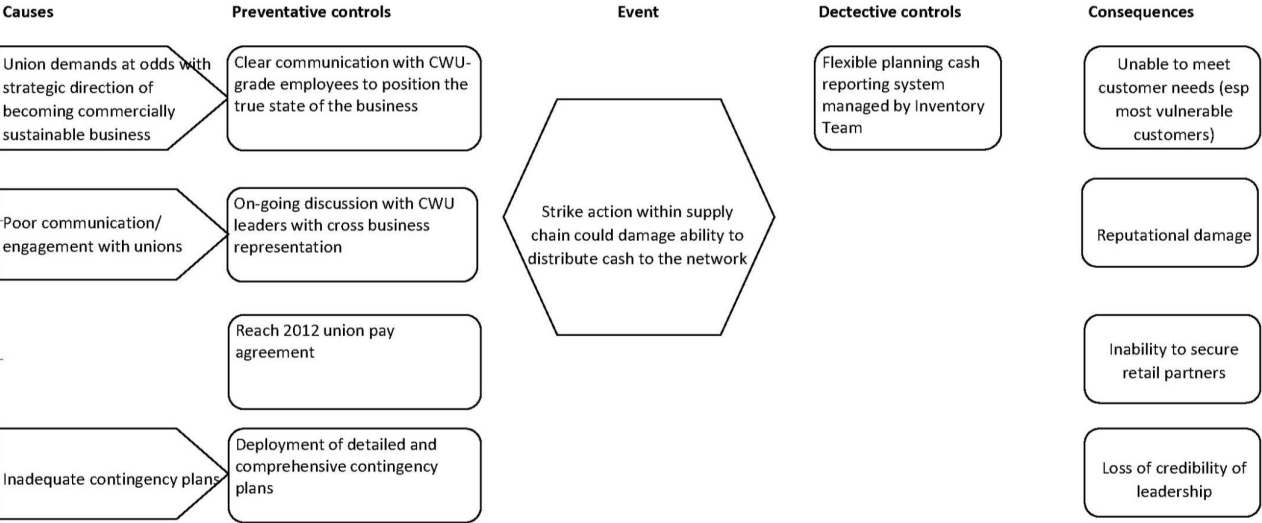 Causes
Preventative controls
Event
Dectective controls
Consequences
Union demands at odds with
strategic direction of
becoming commercially
sustainable business
Clear communication with CWU-
grade employees to position the
true state of the business
Flexible planning cash
reporting system
managed by Inventory
Team
Unable to meet
customer needs (esp
most vulnerable
customers)
Poor communication/
engagement with unions
On-going discussion with CWU
leaders with cross business
representation
Strike action within supply
chain could damage ability to
distribute cash to the network
Reputational damage
Reach 2012 union pay
agreement
Inability to secure
retail partners
Inadequate contingency plans
Deployment of detailed and
comprehensive contingency
plans
Loss of credibility of
leadership